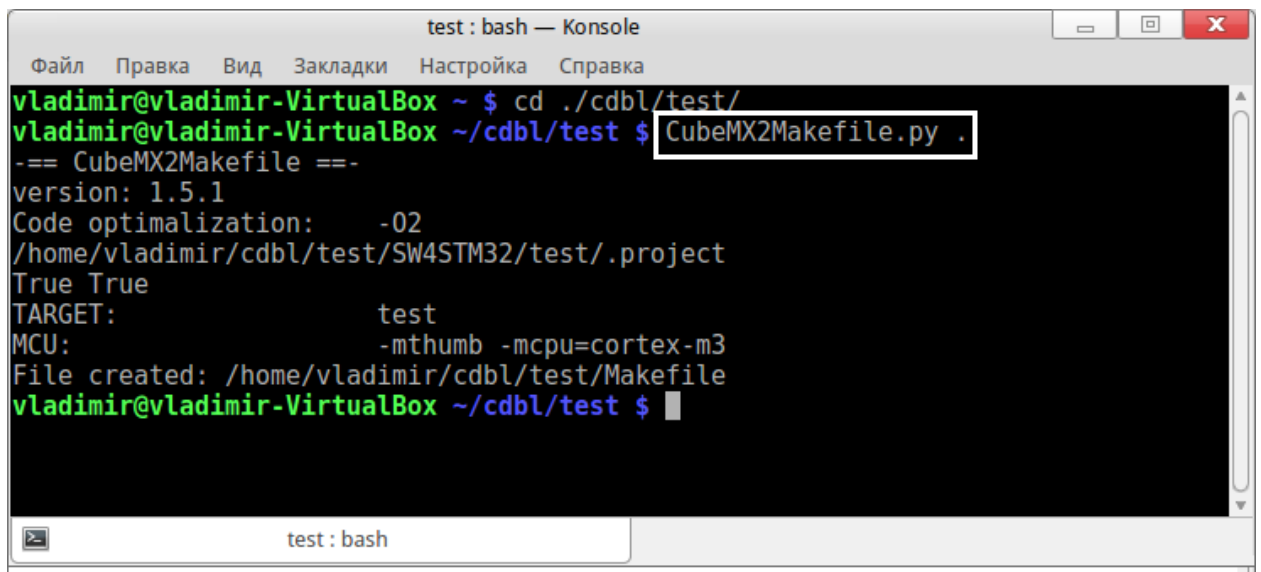 test : bash — Konsole
Файл Правка Вид Закладки Настройка Справка
vladimir@vladimir-VirtualBox ~ $ cd ./cdbl/test/
vladimir@vladimir-VirtualBox ~/cdbl/test $ CubeMX2Makefile.py .
-== CubeMX2Makefile ==-
version: 1.5.1
Code optimalization:    -O2
/home/vladimir/cdbl/test/SW4STM32/test/.project
True True
TARGET:                 test
MCU:                    -mthumb -mcpu=cortex-m3
File created: /home/vladimir/cdbl/test/Makefile
vladimir@vladimir-VirtualBox ~/cdbl/test $
test : bash